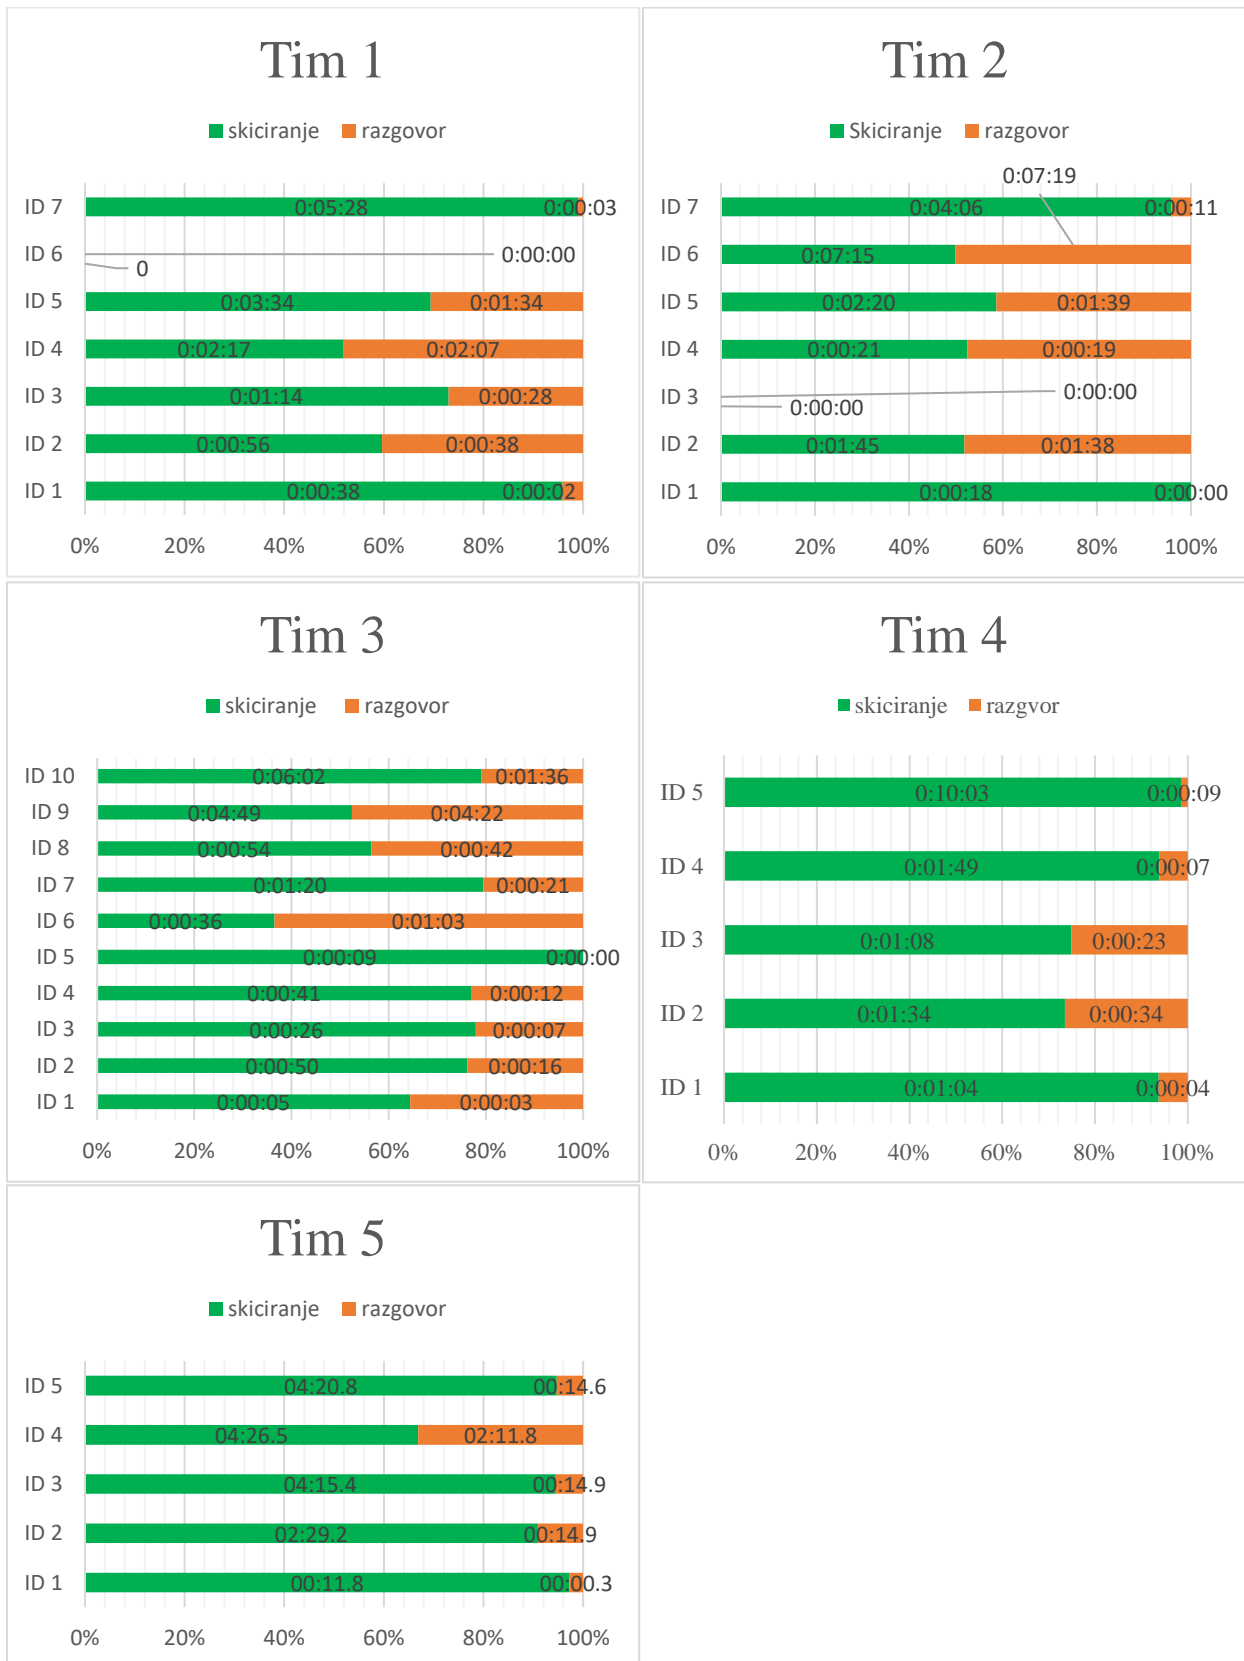 Tim 1
skiciranje razgovor
ID 7 0:05:28 0:00:03
ID 6 0:00:00
0
ID 5 0:03:34 0:01:34
ID 4 0:02:17 0:02:07
ID 3 0:01:14 0:00:28
ID 2 0:00:56 0:00:38
ID 1 0:00:38 0:00:02
0% 20% 40% 60% 80% 100%
Tim 2
Skiciranje razgovor
0:07:19
ID 7 0:04:06 0:00:11
ID 6 0:07:15
ID 5 0:02:20 0:01:39
ID 4 0:00:21 0:00:19
ID 3 0:00:00
0:00:00
ID 2 0:01:45 0:01:38
ID 1 0:00:18 0:00:00
0% 20% 40% 60% 80% 100%
Tim 3
skiciranje razgovor
ID 10 0:06:02 0:01:36
ID 9 0:04:49 0:04:22
ID 8 0:00:54 0:00:42
ID 7 0:01:20 0:00:21
ID 6 0:00:36 0:01:03
ID 5 0:00:09 0:00:00
ID 4 0:00:41 0:00:12
ID 3 0:00:26 0:00:07
ID 2 0:00:50 0:00:16
ID 1 0:00:05 0:00:03
0% 20% 40% 60% 80% 100%
Tim 4
skiciranje razgvor
ID 5 0:10:03 0:00:09
ID 4 0:01:49 0:00:07
ID 3 0:01:08 0:00:23
ID 2 0:01:34 0:00:34
ID 1 0:01:04 0:00:04
0% 20% 40% 60% 80% 100%
Tim 5
skiciranje razgovor
ID 5 04:20.8 00:14.6
ID 4 04:26.5 02:11.8
ID 3 04:15.4 00:14.9
ID 2 02:29.2 00:14.9
ID 1 00:11.8 00:00.3
0% 20% 40% 60% 80% 100%